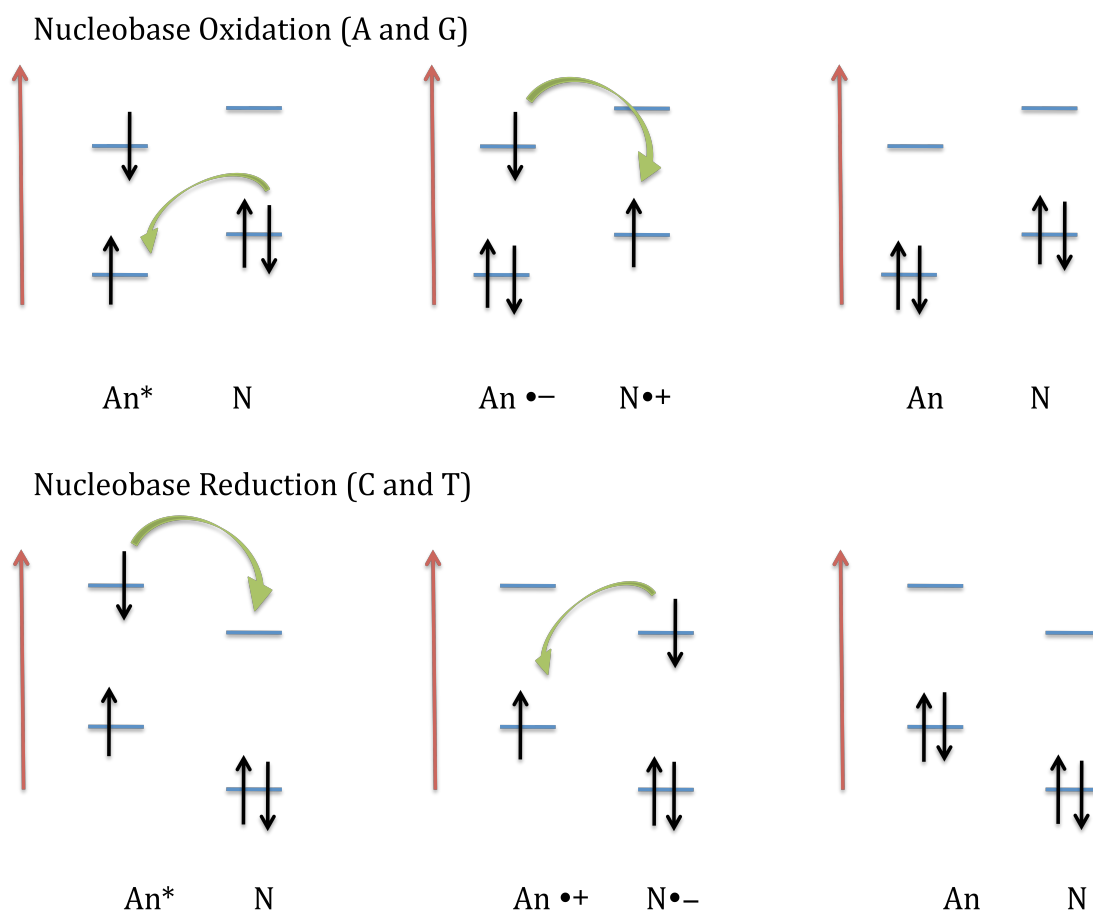 Nucleobase Oxidation (A and G)
An* N An •− N•+ An N
Nucleobase Reduction (C and T)
An* N An •+ N•− An N